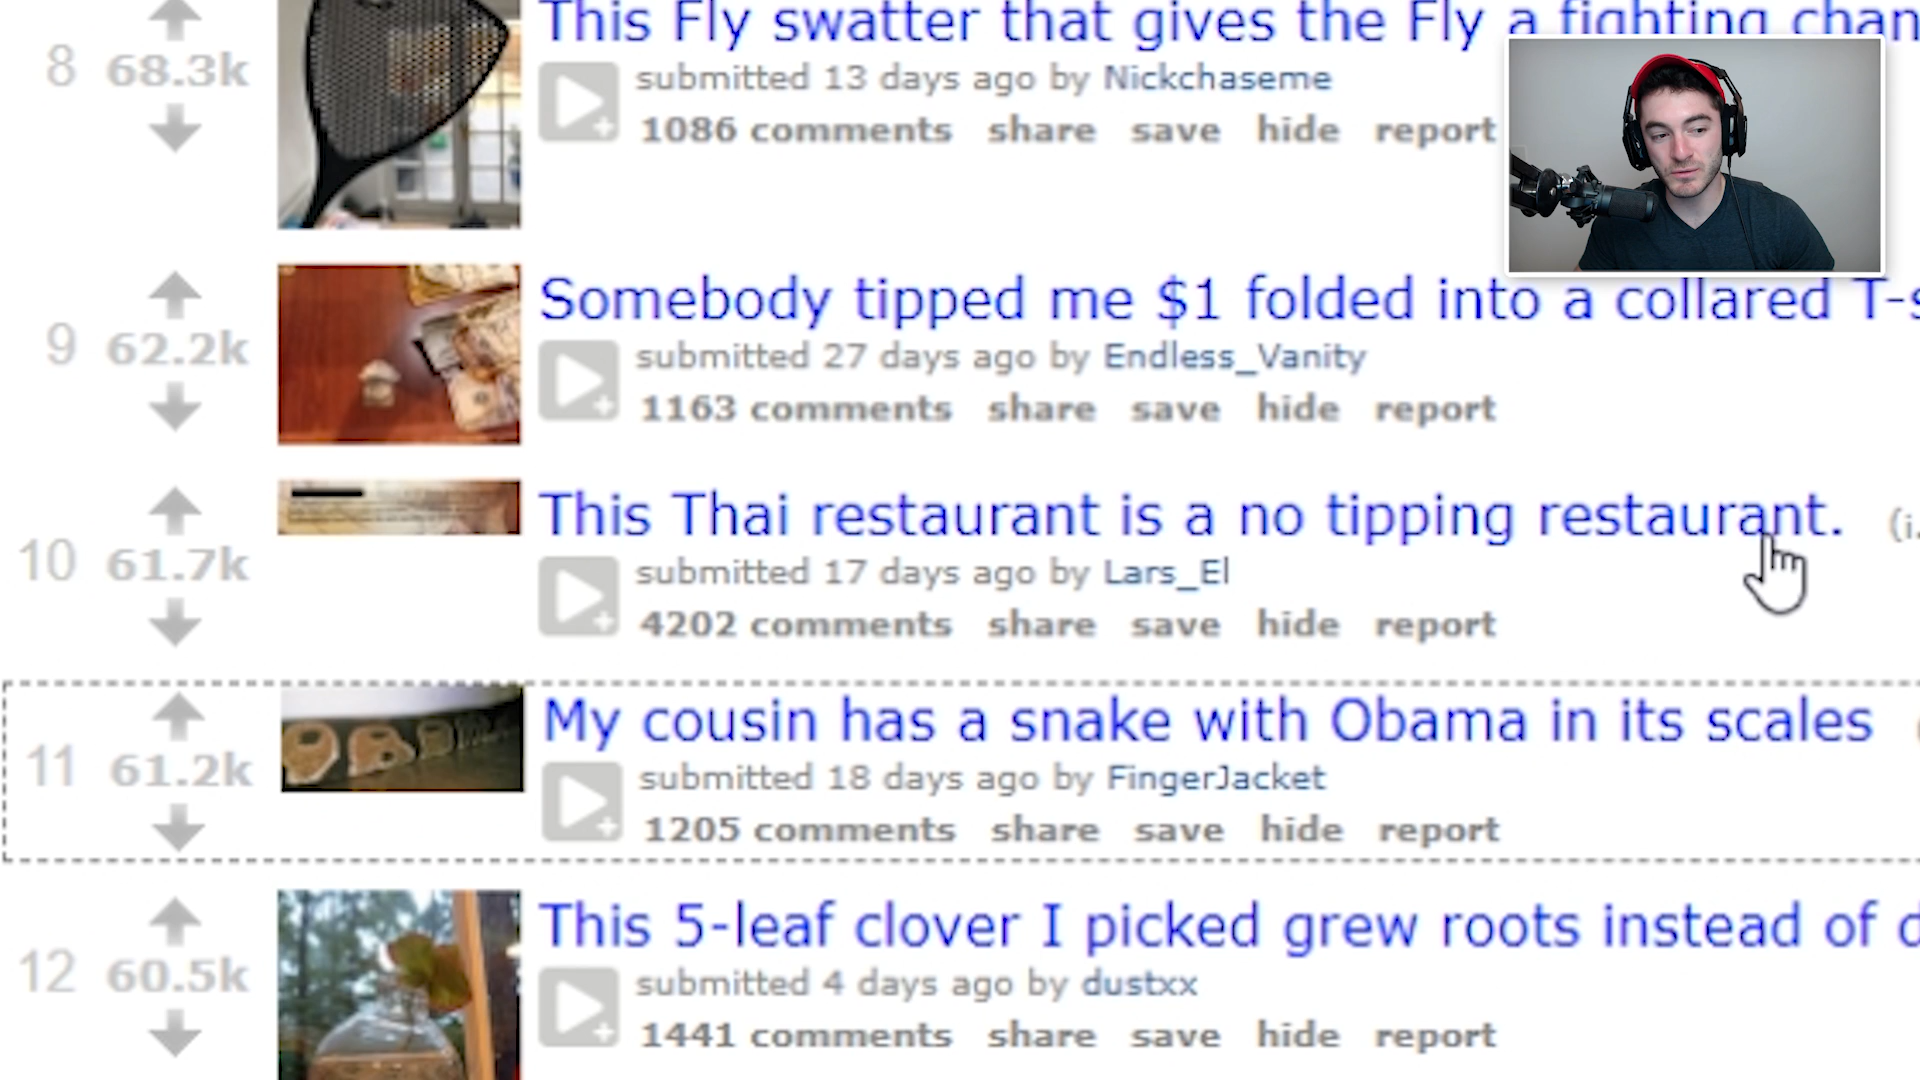 This Fly swatter that gives the Fly a fighting chan
8
68.3k
submitted 13 days ago by Nickchaseme
1086 comments share save hide report
Somebody tipped me $1 folded into a collared T-s
9
62.2k
submitted 27 days ago by Endless_Vanity
1163 comments share save hide report
This Thai restaurant is a no tipping restaurant. (i.
10
61.7k
submitted 17 days ago by Lars_El
4202 comments share save hide report
My cousin has a snake with Obama in its scales
11
61.2k
submitted 18 days ago by FingerJacket
1205 comments share save hide report
This 5-leaf clover I picked grew roots instead of d
12
60.5k
submitted 4 days ago by dustxx
1441 comments share save hide report